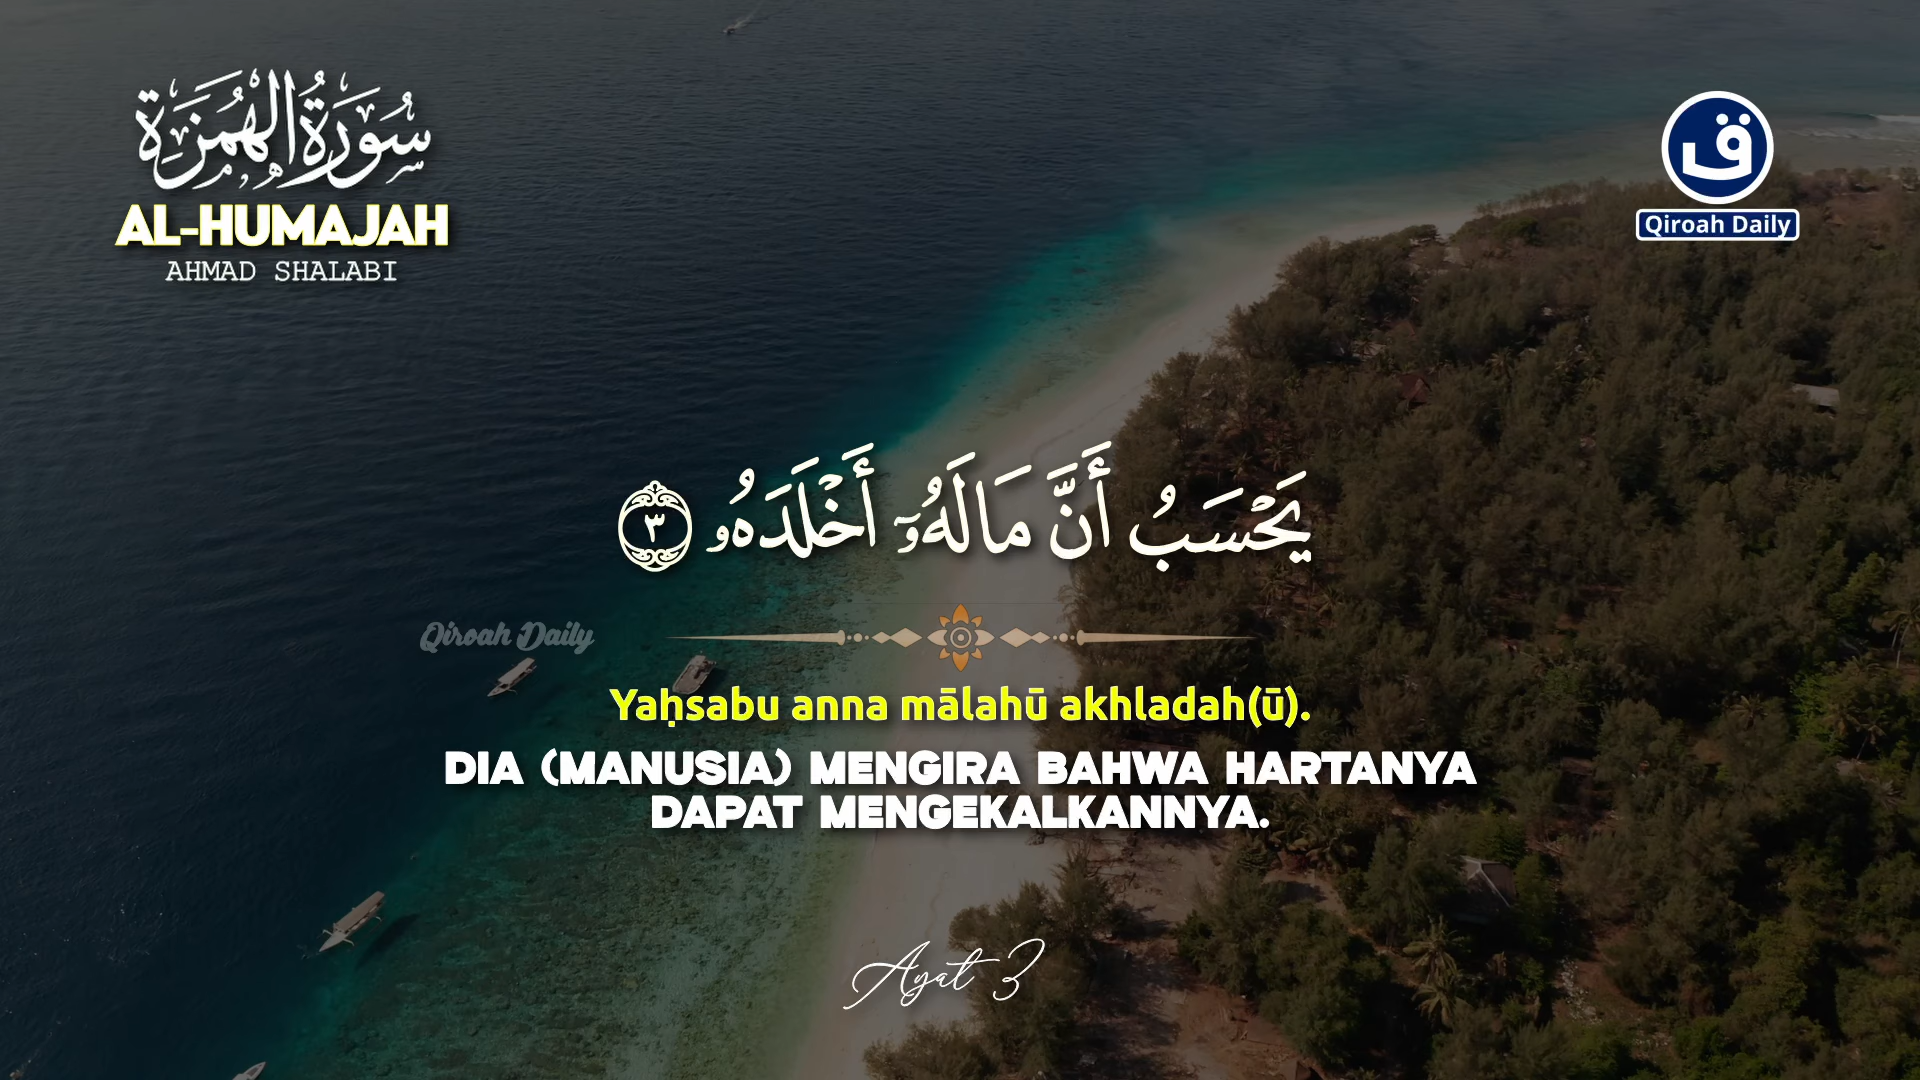 سُورَةُ الْهُمَزَةِ
AL-HUMAJAH
AHMAD SHALABI
ق
Qiroah Daily
يَحْسَبُ أَنَّ مَالَهُۥٓ أَخْلَدَهُۥ ٣
Qiroah Daily
Yaḥsabu anna mālahū akhladah(ū).
DIA (MANUSIA) MENGIRA BAHWA HARTANYA
DAPAT MENGEKALKANNYA.
Ayat 3